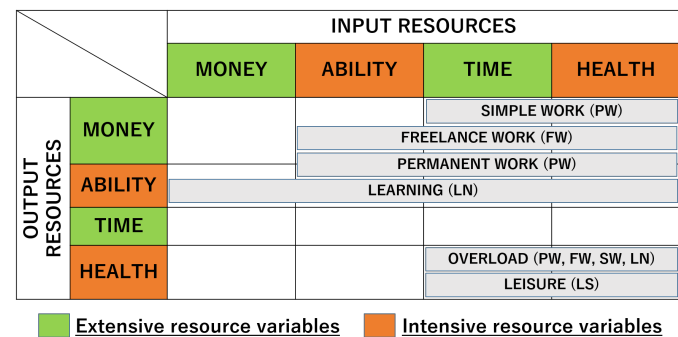 INPUT RESOURCES
MONEY ABILITY TIME HEALTH
OUTPUT
RESOURCES
MONEY
SIMPLE WORK (PW)
FREELANCE WORK (FW)
PERMANENT WORK (PW)
ABILITY
LEARNING (LN)
TIME
HEALTH
OVERLOAD (PW, FW, SW, LN)
LEISURE (LS)
Extensive resource variables
Intensive resource variables